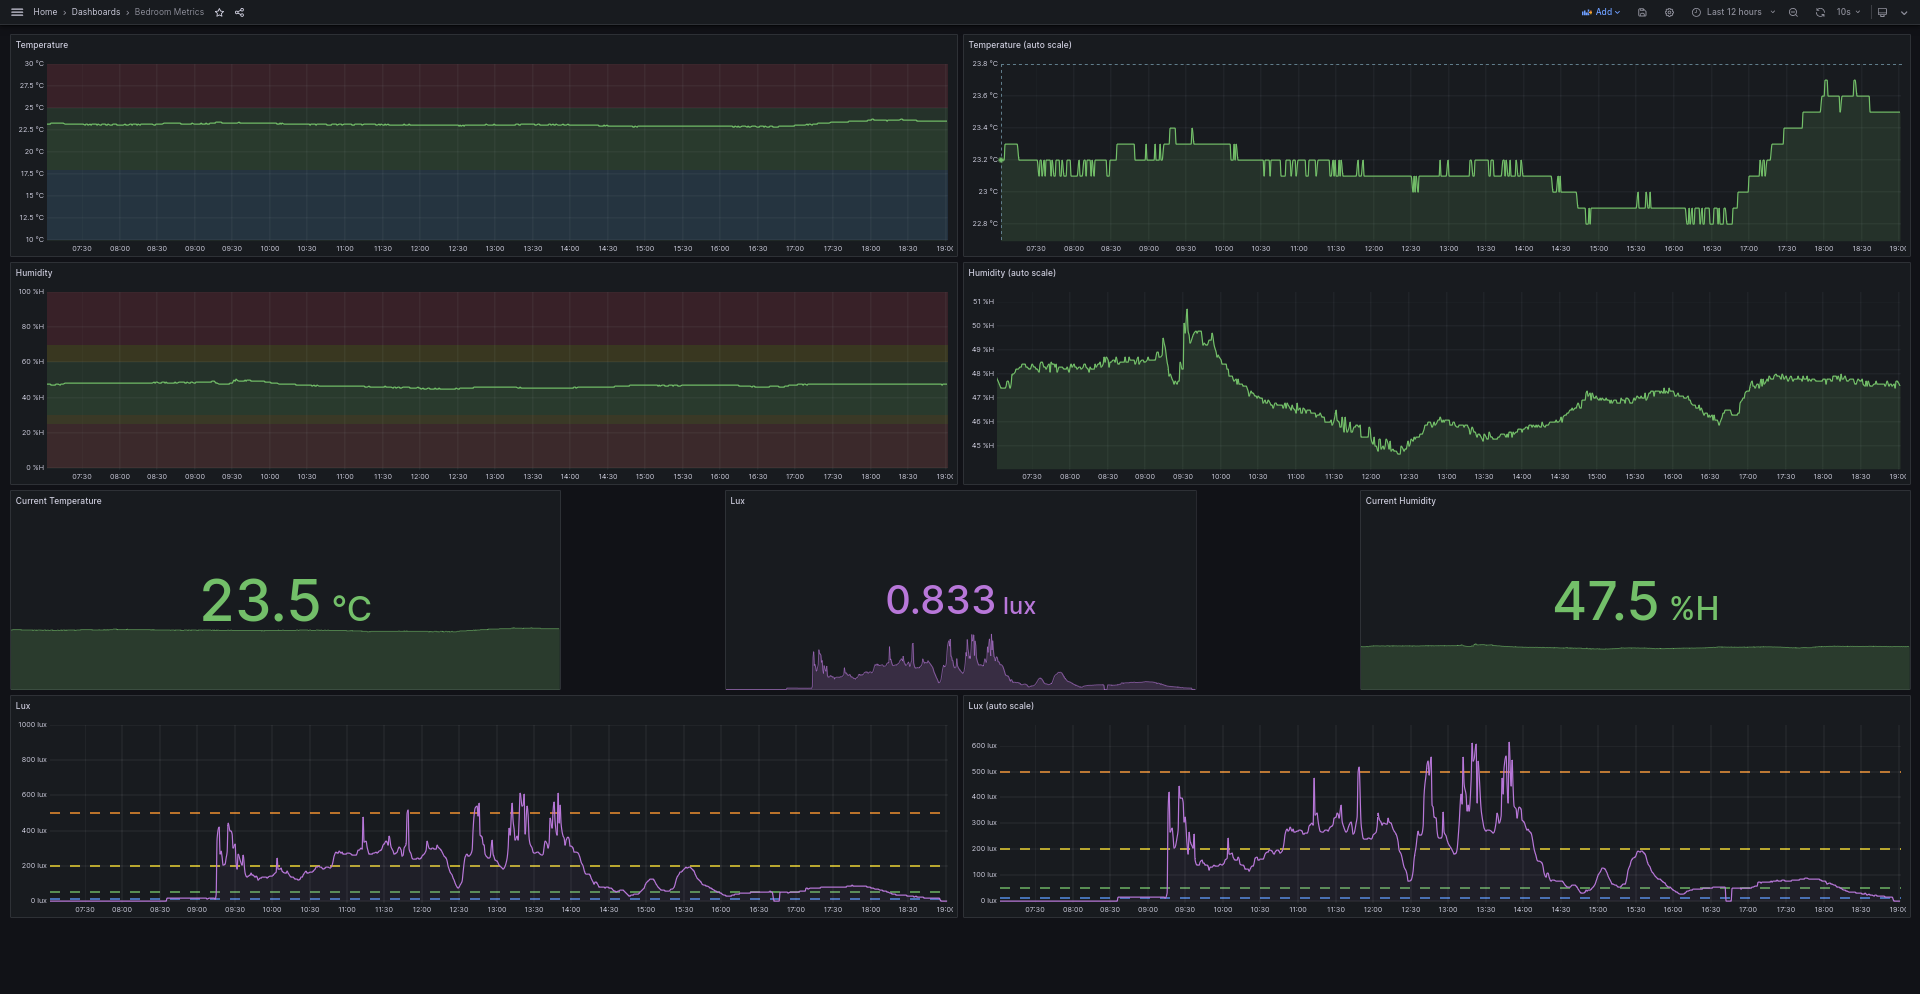 Home › Dashboards › Bedroom Metrics
Add
Last 12 hours
10s
Temperature
30 °C
27.5 °C
25 °C
22.5 °C
20 °C
17.5 °C
15 °C
12.5 °C
10 °C
07:30 08:00 08:30 09:00 09:30 10:00 10:30 11:00 11:30 12:00 12:30 13:00 13:30 14:00 14:30 15:00 15:30 16:00 16:30 17:00 17:30 18:00 18:30 19:00
Temperature (auto scale)
23.8 °C
23.6 °C
23.4 °C
23.2 °C
23 °C
22.8 °C
07:30 08:00 08:30 09:00 09:30 10:00 10:30 11:00 11:30 12:00 12:30 13:00 13:30 14:00 14:30 15:00 15:30 16:00 16:30 17:00 17:30 18:00 18:30 19:00
Humidity
100 %H
80 %H
60 %H
40 %H
20 %H
0 %H
07:30 08:00 08:30 09:00 09:30 10:00 10:30 11:00 11:30 12:00 12:30 13:00 13:30 14:00 14:30 15:00 15:30 16:00 16:30 17:00 17:30 18:00 18:30 19:00
Humidity (auto scale)
51 %H
50 %H
49 %H
48 %H
47 %H
46 %H
45 %H
07:30 08:00 08:30 09:00 09:30 10:00 10:30 11:00 11:30 12:00 12:30 13:00 13:30 14:00 14:30 15:00 15:30 16:00 16:30 17:00 17:30 18:00 18:30 19:00
Current Temperature
23.5 °C
Lux
0.833 lux
Current Humidity
47.5 %H
Lux
1000 lux
800 lux
600 lux
400 lux
200 lux
0 lux
07:30 08:00 08:30 09:00 09:30 10:00 10:30 11:00 11:30 12:00 12:30 13:00 13:30 14:00 14:30 15:00 15:30 16:00 16:30 17:00 17:30 18:00 18:30 19:00
Lux (auto scale)
600 lux
500 lux
400 lux
300 lux
200 lux
100 lux
0 lux
07:30 08:00 08:30 09:00 09:30 10:00 10:30 11:00 11:30 12:00 12:30 13:00 13:30 14:00 14:30 15:00 15:30 16:00 16:30 17:00 17:30 18:00 18:30 19:00